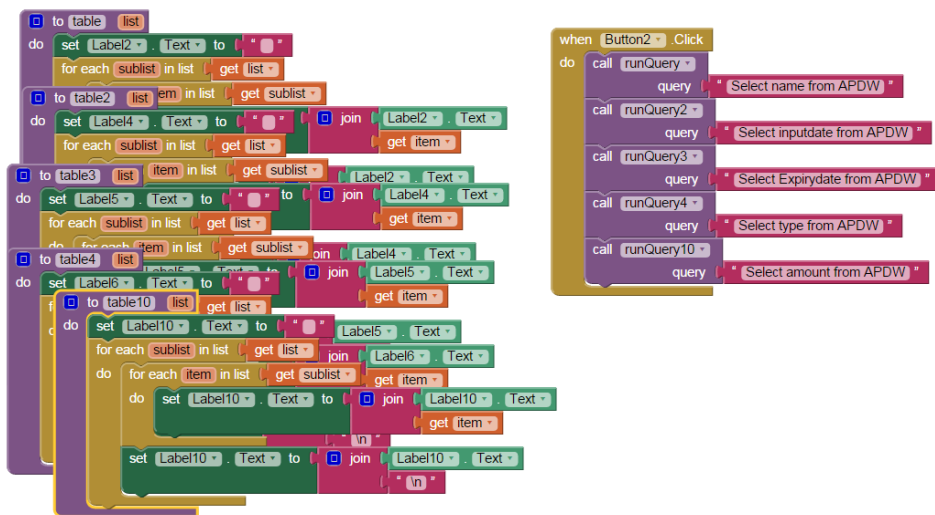 to table list
do set Label2 . Text to " "
for each sublist in list get list
item in list get sublist
to table2 list
do set Label4 . Text to " "
join Label2 . Text
get item
for each sublist in list get list
item in list get sublist
Label2 . Text
to table3 list
do set Label5 . Text to " "
to join Label4 . Text
get item
for each sublist in list get list
do for each item in list get sublist
join Label4 . Text
to table4 list
Label5 . Text to
join Label5 . Text
get item
do set Label6 . Text to " "
get list
to table10 list
do set Label10 . Text to " "
Label5 . Text
for each sublist in list get list
join Label6 . Text
get item
do for each item in list get sublist
do set Label10 . Text to join Label10 . Text
get item
" \n "
set Label10 . Text to join Label10 . Text
" \n "
when Button2 .Click
do call runQuery
query " Select name from APDW "
call runQuery2
query " Select inputdate from APDW "
call runQuery3
query " Select Expirydate from APDW "
call runQuery4
query " Select type from APDW "
call runQuery10
query " Select amount from APDW "